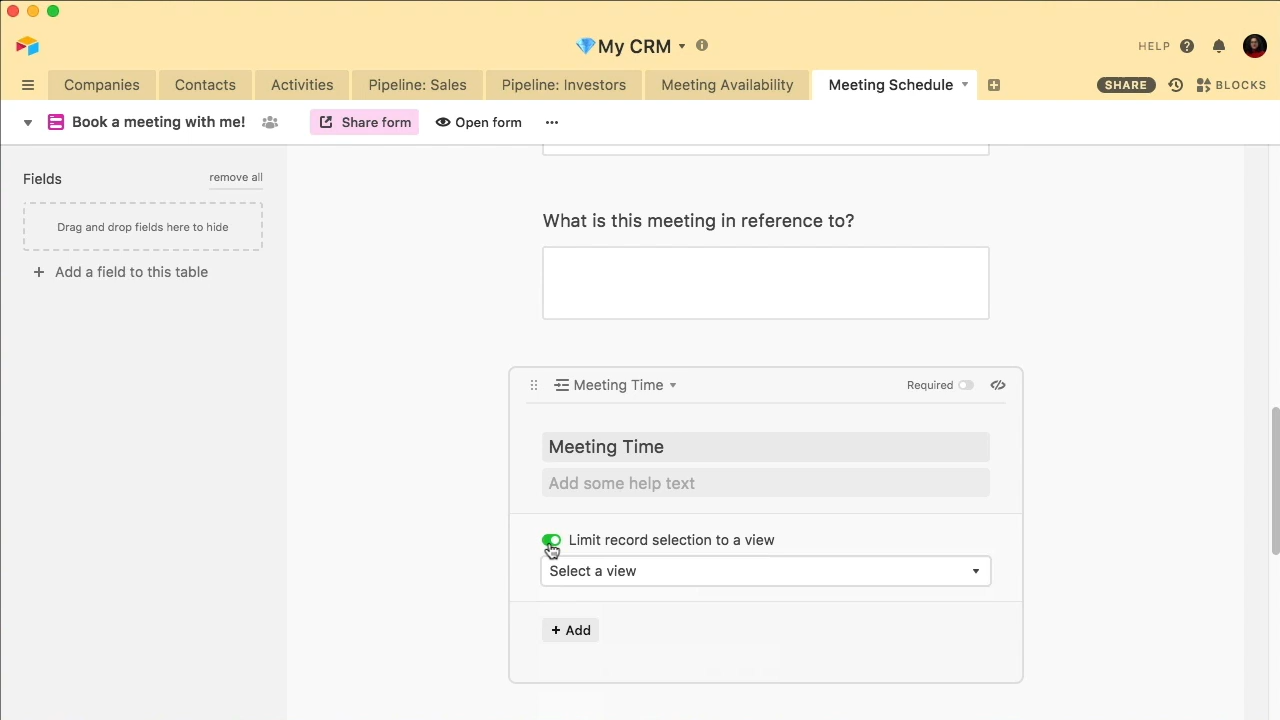 💎My CRM
HELP
Companies
Contacts
Activities
Pipeline: Sales
Pipeline: Investors
Meeting Availability
Meeting Schedule
SHARE
BLOCKS
Book a meeting with me!
Share form
Open form
Fields
remove all
Drag and drop fields here to hide
+ Add a field to this table
What is this meeting in reference to?
Meeting Time
Required
Meeting Time
Add some help text
Limit record selection to a view
Select a view
+ Add